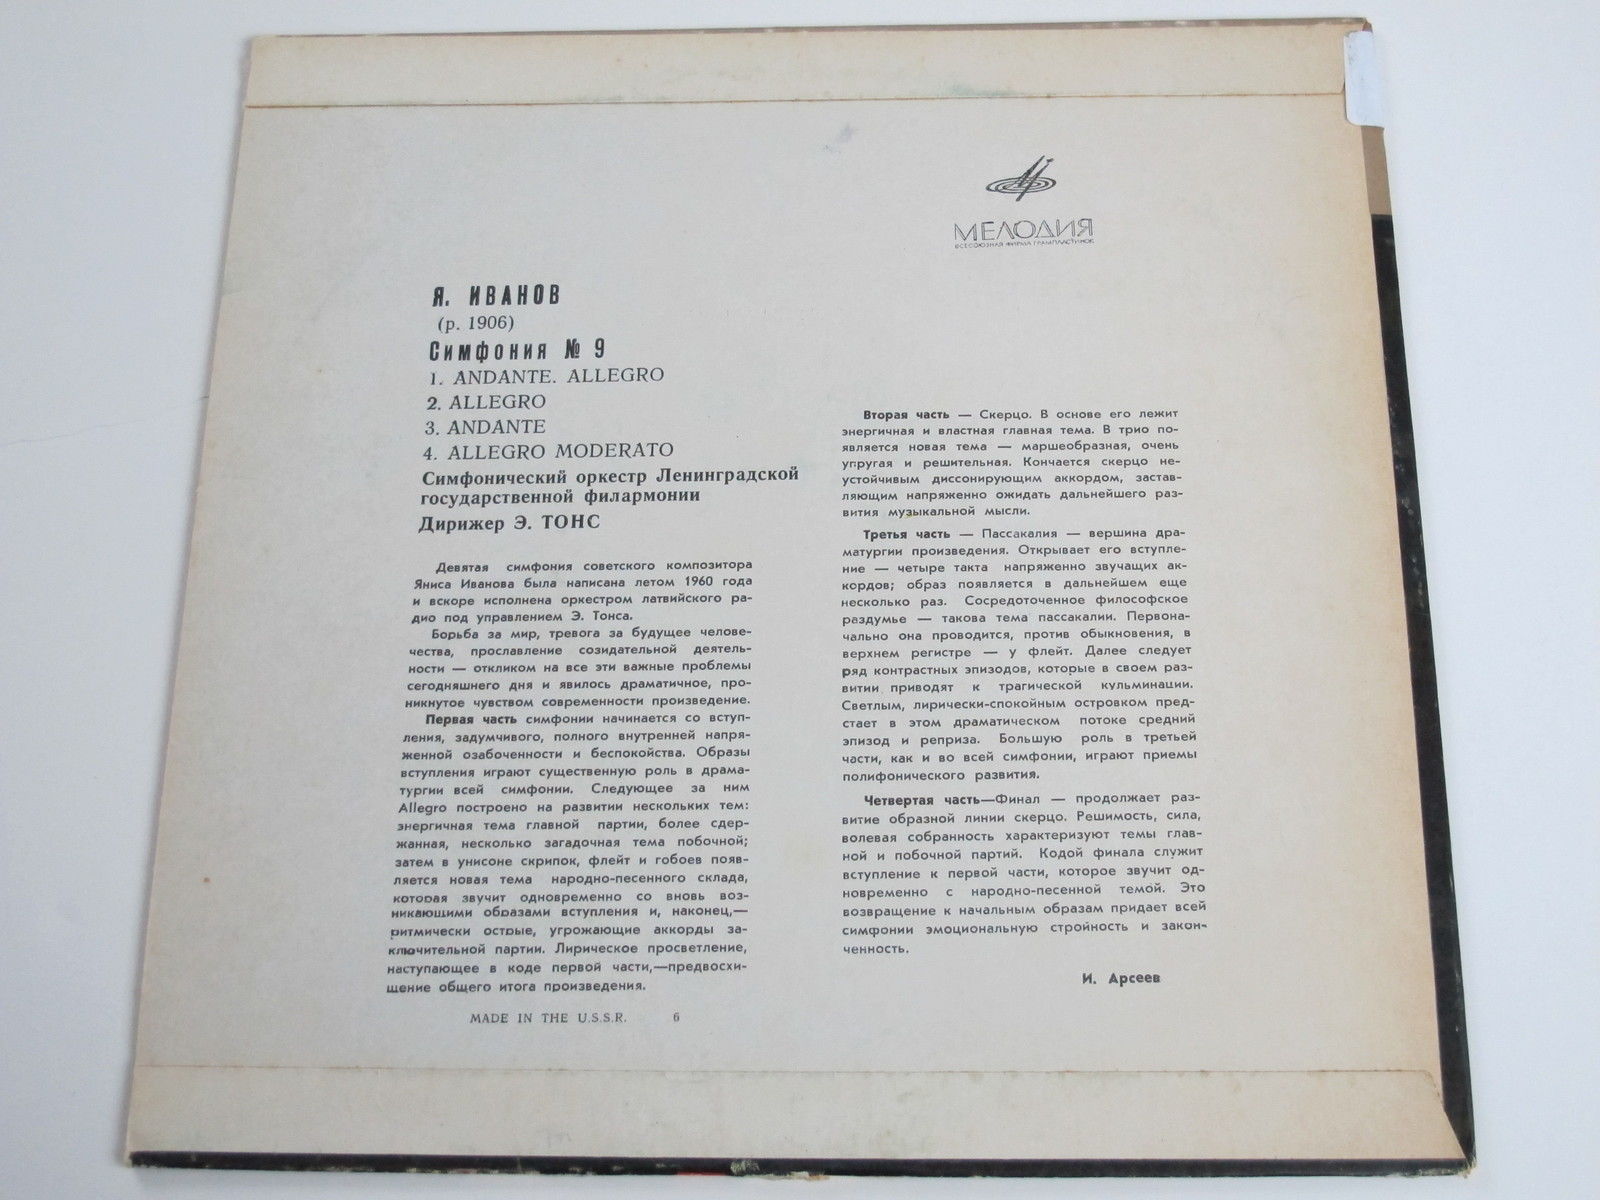 МЕЛОДИЯ
ВСЕСОЮЗНАЯ ФИРМА ГРАМПЛАСТИНОК
Я. ИВАНОВ
(р. 1906)
Симфония № 9
1. ANDANTE. ALLEGRO
2. ALLEGRO
3. ANDANTE
4. ALLEGRO MODERATO
Симфонический оркестр Ленинградской
государственной филармонии
Дирижер Э. ТОНС
Девятая симфония советского композитора
Яниса Иванова была написана летом 1960 года
и вскоре исполнена оркестром латвийского ра-
дио под управлением Э. Тонса.
Борьба за мир, тревога за будущее челове-
чества, прославление созидательной деятель-
ности — откликом на все эти важные проблемы
сегодняшнего дня и явилось драматичное, про-
никнутое чувством современности произведение.
Первая часть симфонии начинается со вступ-
ления, задумчивого, полного внутренней напря-
женной озабоченности и беспокойства. Образы
вступления играют существенную роль в драма-
тургии всей симфонии. Следующее за ним
Allegro построено на развитии нескольких тем:
энергичная тема главной партии, более сдер-
жанная, несколько загадочная тема побочной;
затем в унисоне скрипок, флейт и гобоев появ-
ляется новая тема народно-песенного склада,
которая звучит одновременно со вновь воз-
никающими образами вступления и, наконец,—
ритмически острые, угрожающие аккорды за-
ключительной партии. Лирическое просветление,
наступающее в коде первой части,—предвосхи-
щение общего итога произведения.
MADE IN THE U.S.S.R. 6
Вторая часть — Скерцо. В основе его лежит
энергичная и властная главная тема. В трио по-
является новая тема — маршеобразная, очень
упругая и решительная. Кончается скерцо не-
устойчивым диссонирующим аккордом, застав-
ляющим напряженно ожидать дальнейшего раз-
вития музыкальной мысли.
Третья часть — Пассакалия — вершина дра-
матургии произведения. Открывает его вступле-
ние — четыре такта напряженно звучащих ак-
кордов; образ появляется в дальнейшем еще
несколько раз. Сосредоточенное философское
раздумье — такова тема пассакалии. Первона-
чально она проводится, против обыкновения, в
верхнем регистре — у флейт. Далее следует
ряд контрастных эпизодов, которые в своем раз-
витии приводят к трагической кульминации.
Светлым, лирически-спокойным островком пред-
стает в этом драматическом потоке средний
эпизод и реприза. Большую роль в третьей
части, как и во всей симфонии, играют приемы
полифонического развития.
Четвертая часть—Финал — продолжает раз-
витие образной линии скерцо. Решимость, сила,
волевая собранность характеризуют темы глав-
ной и побочной партий. Кодой финала служит
вступление к первой части, которое звучит од-
новременно с народно-песенной темой. Это
возвращение к начальным образам придает всей
симфонии эмоциональную стройность и закон-
ченность.
И. Арсеев